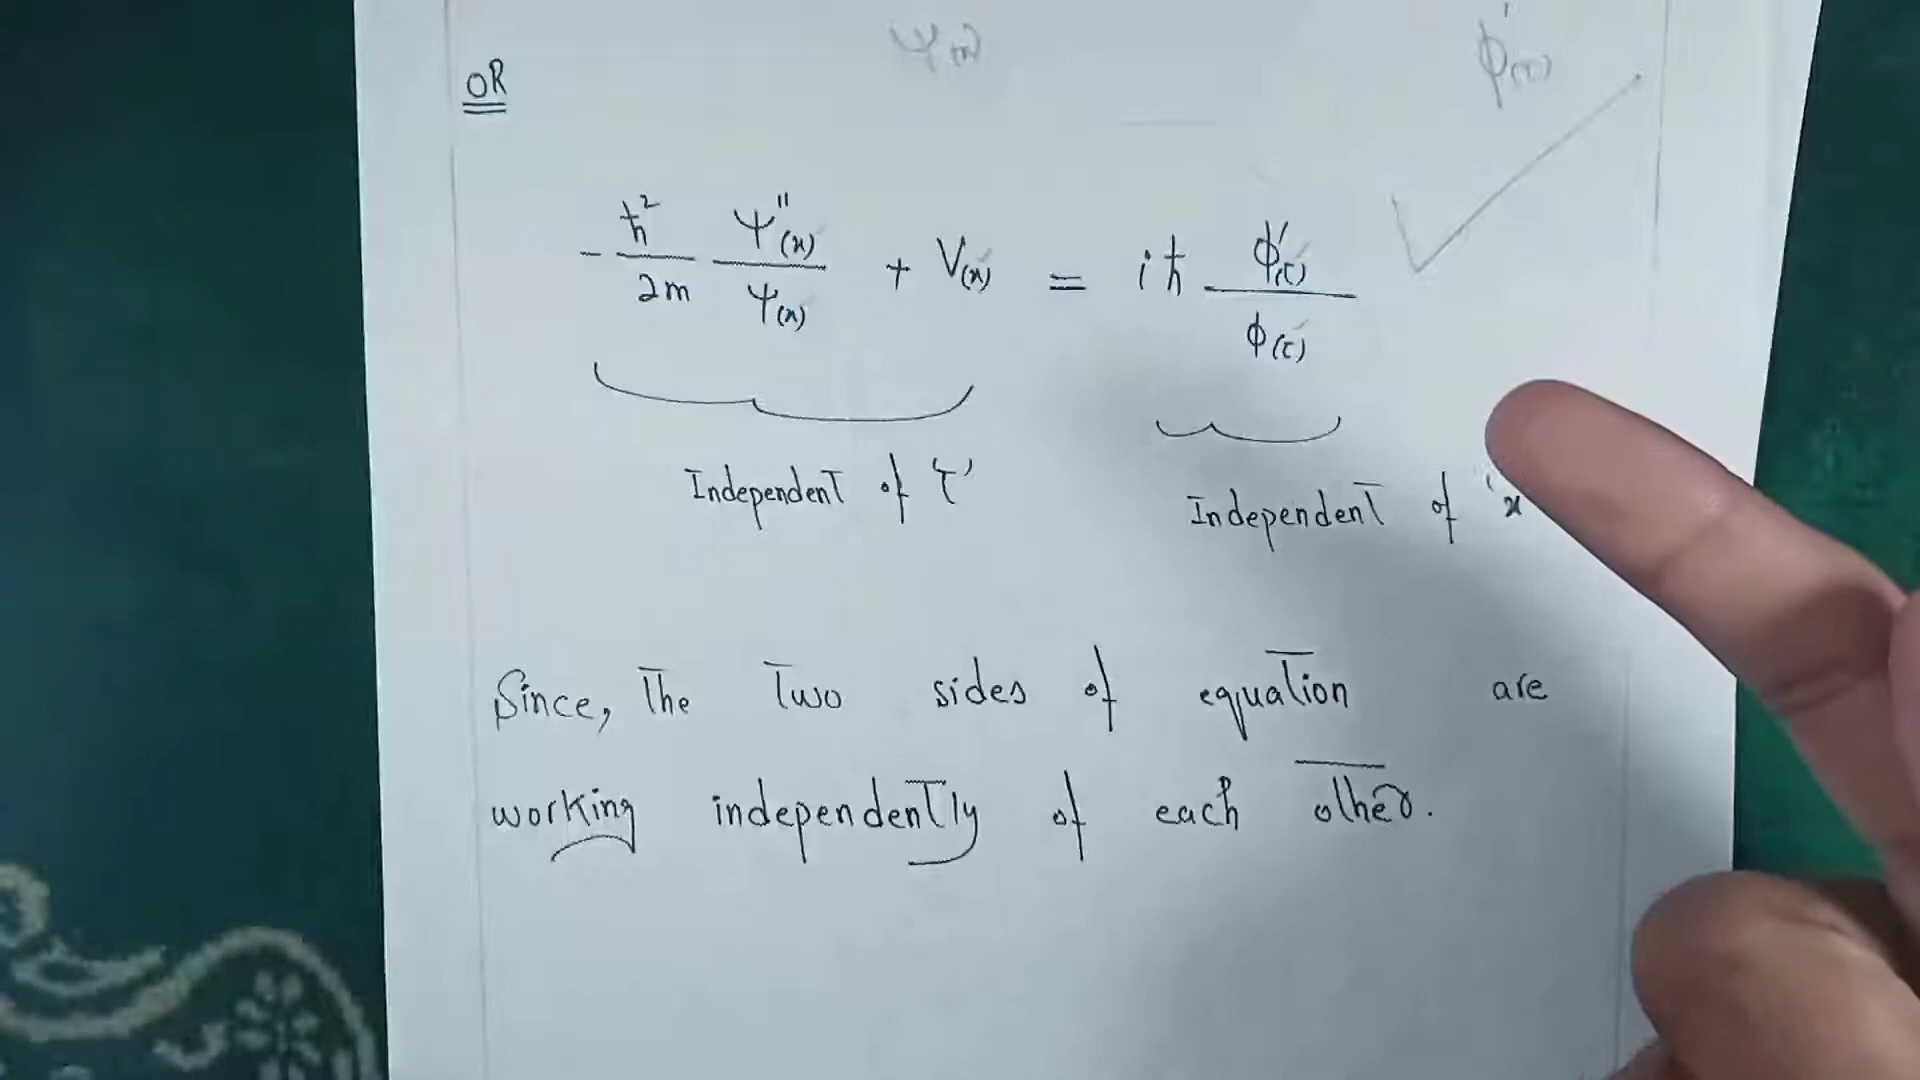 Ψ(x) ϕ'(t)
OR
- ħ²/2m Ψ''(x)/Ψ(x) + V(x) = iħ ϕ'(t)/ϕ(t)
Independent of 't' Independent of 'x
Since, The Two sides of equation are
working independently of each other.